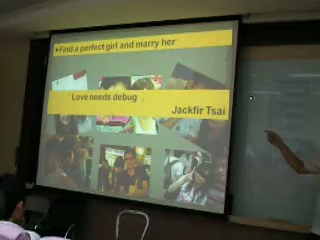 • Find a perfect girl and marry her
Love needs debug
Jackfir Tsai